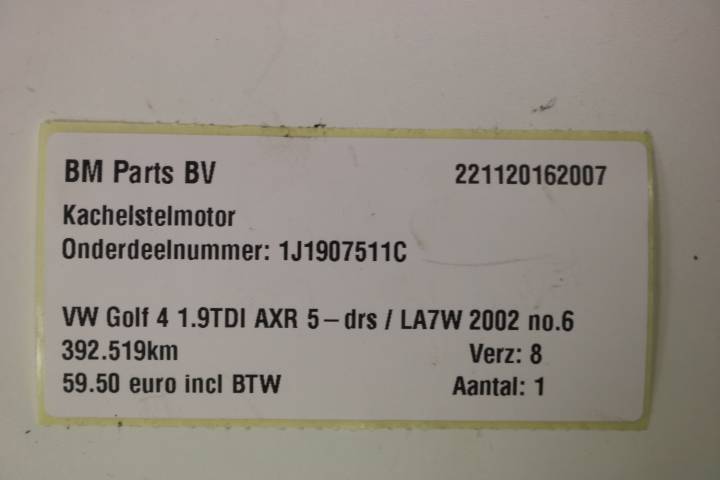 BM Parts BV 221120162007
Kachelstelmotor
Onderdeelnummer: 1J1907511C
VW Golf 4 1.9TDI AXR 5-drs / LA7W 2002 no.6
392.519km Verz: 8
59.50 euro incl BTW Aantal: 1